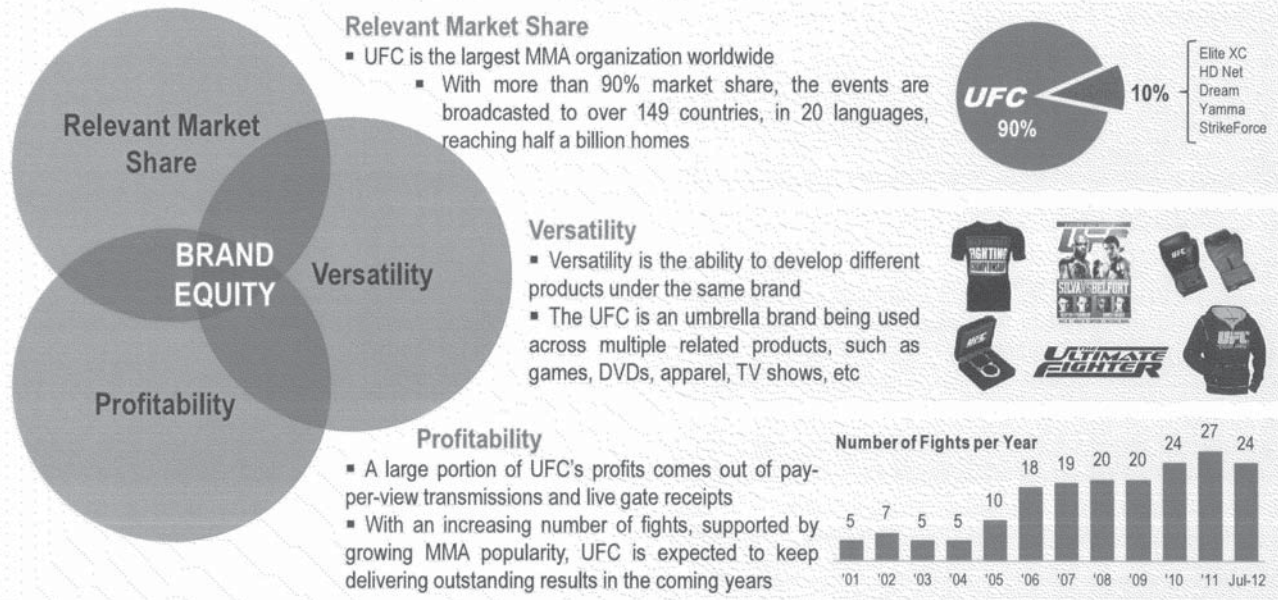 Relevant Market
Share
BRAND
EQUITY
Versatility
Profitability
Relevant Market Share
▪ UFC is the largest MMA organization worldwide
▪ With more than 90% market share, the events are
broadcasted to over 149 countries, in 20 languages,
reaching half a billion homes
UFC
90%
10%
Elite XC
HD Net
Dream
Yamma
StrikeForce
Versatility
▪ Versatility is the ability to develop different
products under the same brand
▪ The UFC is an umbrella brand being used
across multiple related products, such as
games, DVDs, apparel, TV shows, etc
FIGHTING
UFC
SILVA VS BELFORT
UFC
UFC
THE
ULTIMATE
FIGHTER
UFC
Profitability
▪ A large portion of UFC's profits comes out of pay-
per-view transmissions and live gate receipts
▪ With an increasing number of fights, supported by
growing MMA popularity, UFC is expected to keep
delivering outstanding results in the coming years
Number of Fights per Year
5 7 5 5 10 18 19 20 20 24 27 24
'01 '02 '03 '04 '05 '06 '07 '08 '09 '10 '11 Jul-12